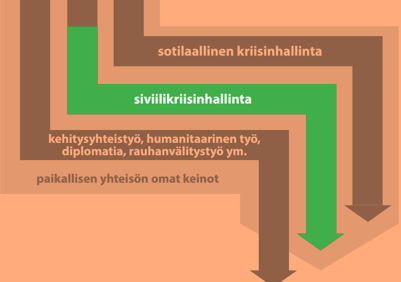 sotilaallinen kriisinhallinta
siviilikriisinhallinta
kehitysyhteistyö, humanitaarinen työ,
diplomatia, rauhanvälitystyö ym.
paikallisen yhteisön omat keinot